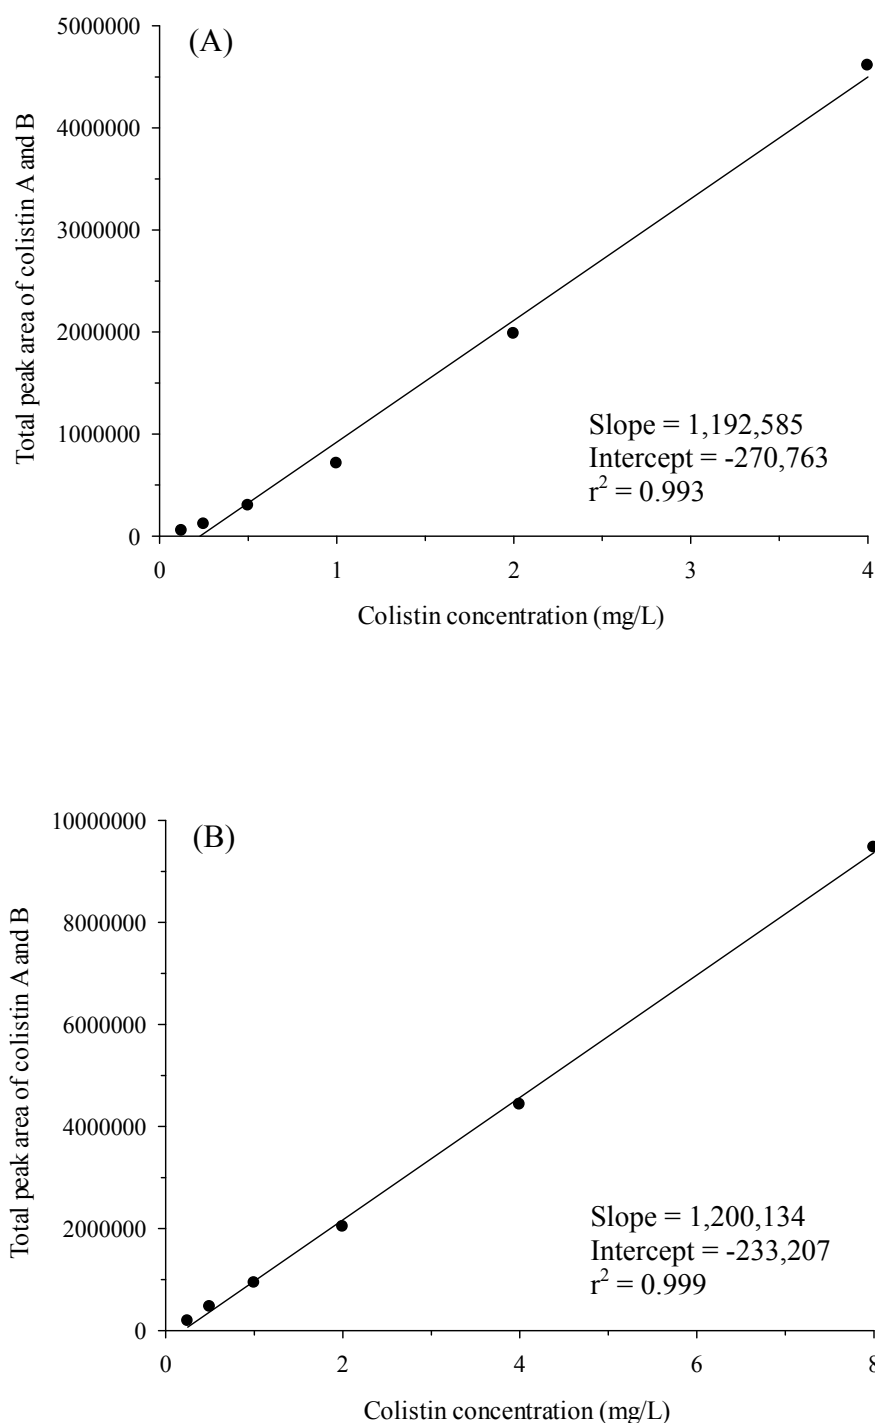 (A)
Total peak area of colistin A and B
5000000
4000000
3000000
2000000
1000000
0
Slope = 1,192,585
Intercept = -270,763
r² = 0.993
0 1 2 3 4
Colistin concentration (mg/L)
(B)
Total peak area of colistin A and B
10000000
8000000
6000000
4000000
2000000
0
Slope = 1,200,134
Intercept = -233,207
r² = 0.999
0 2 4 6 8
Colistin concentration (mg/L)